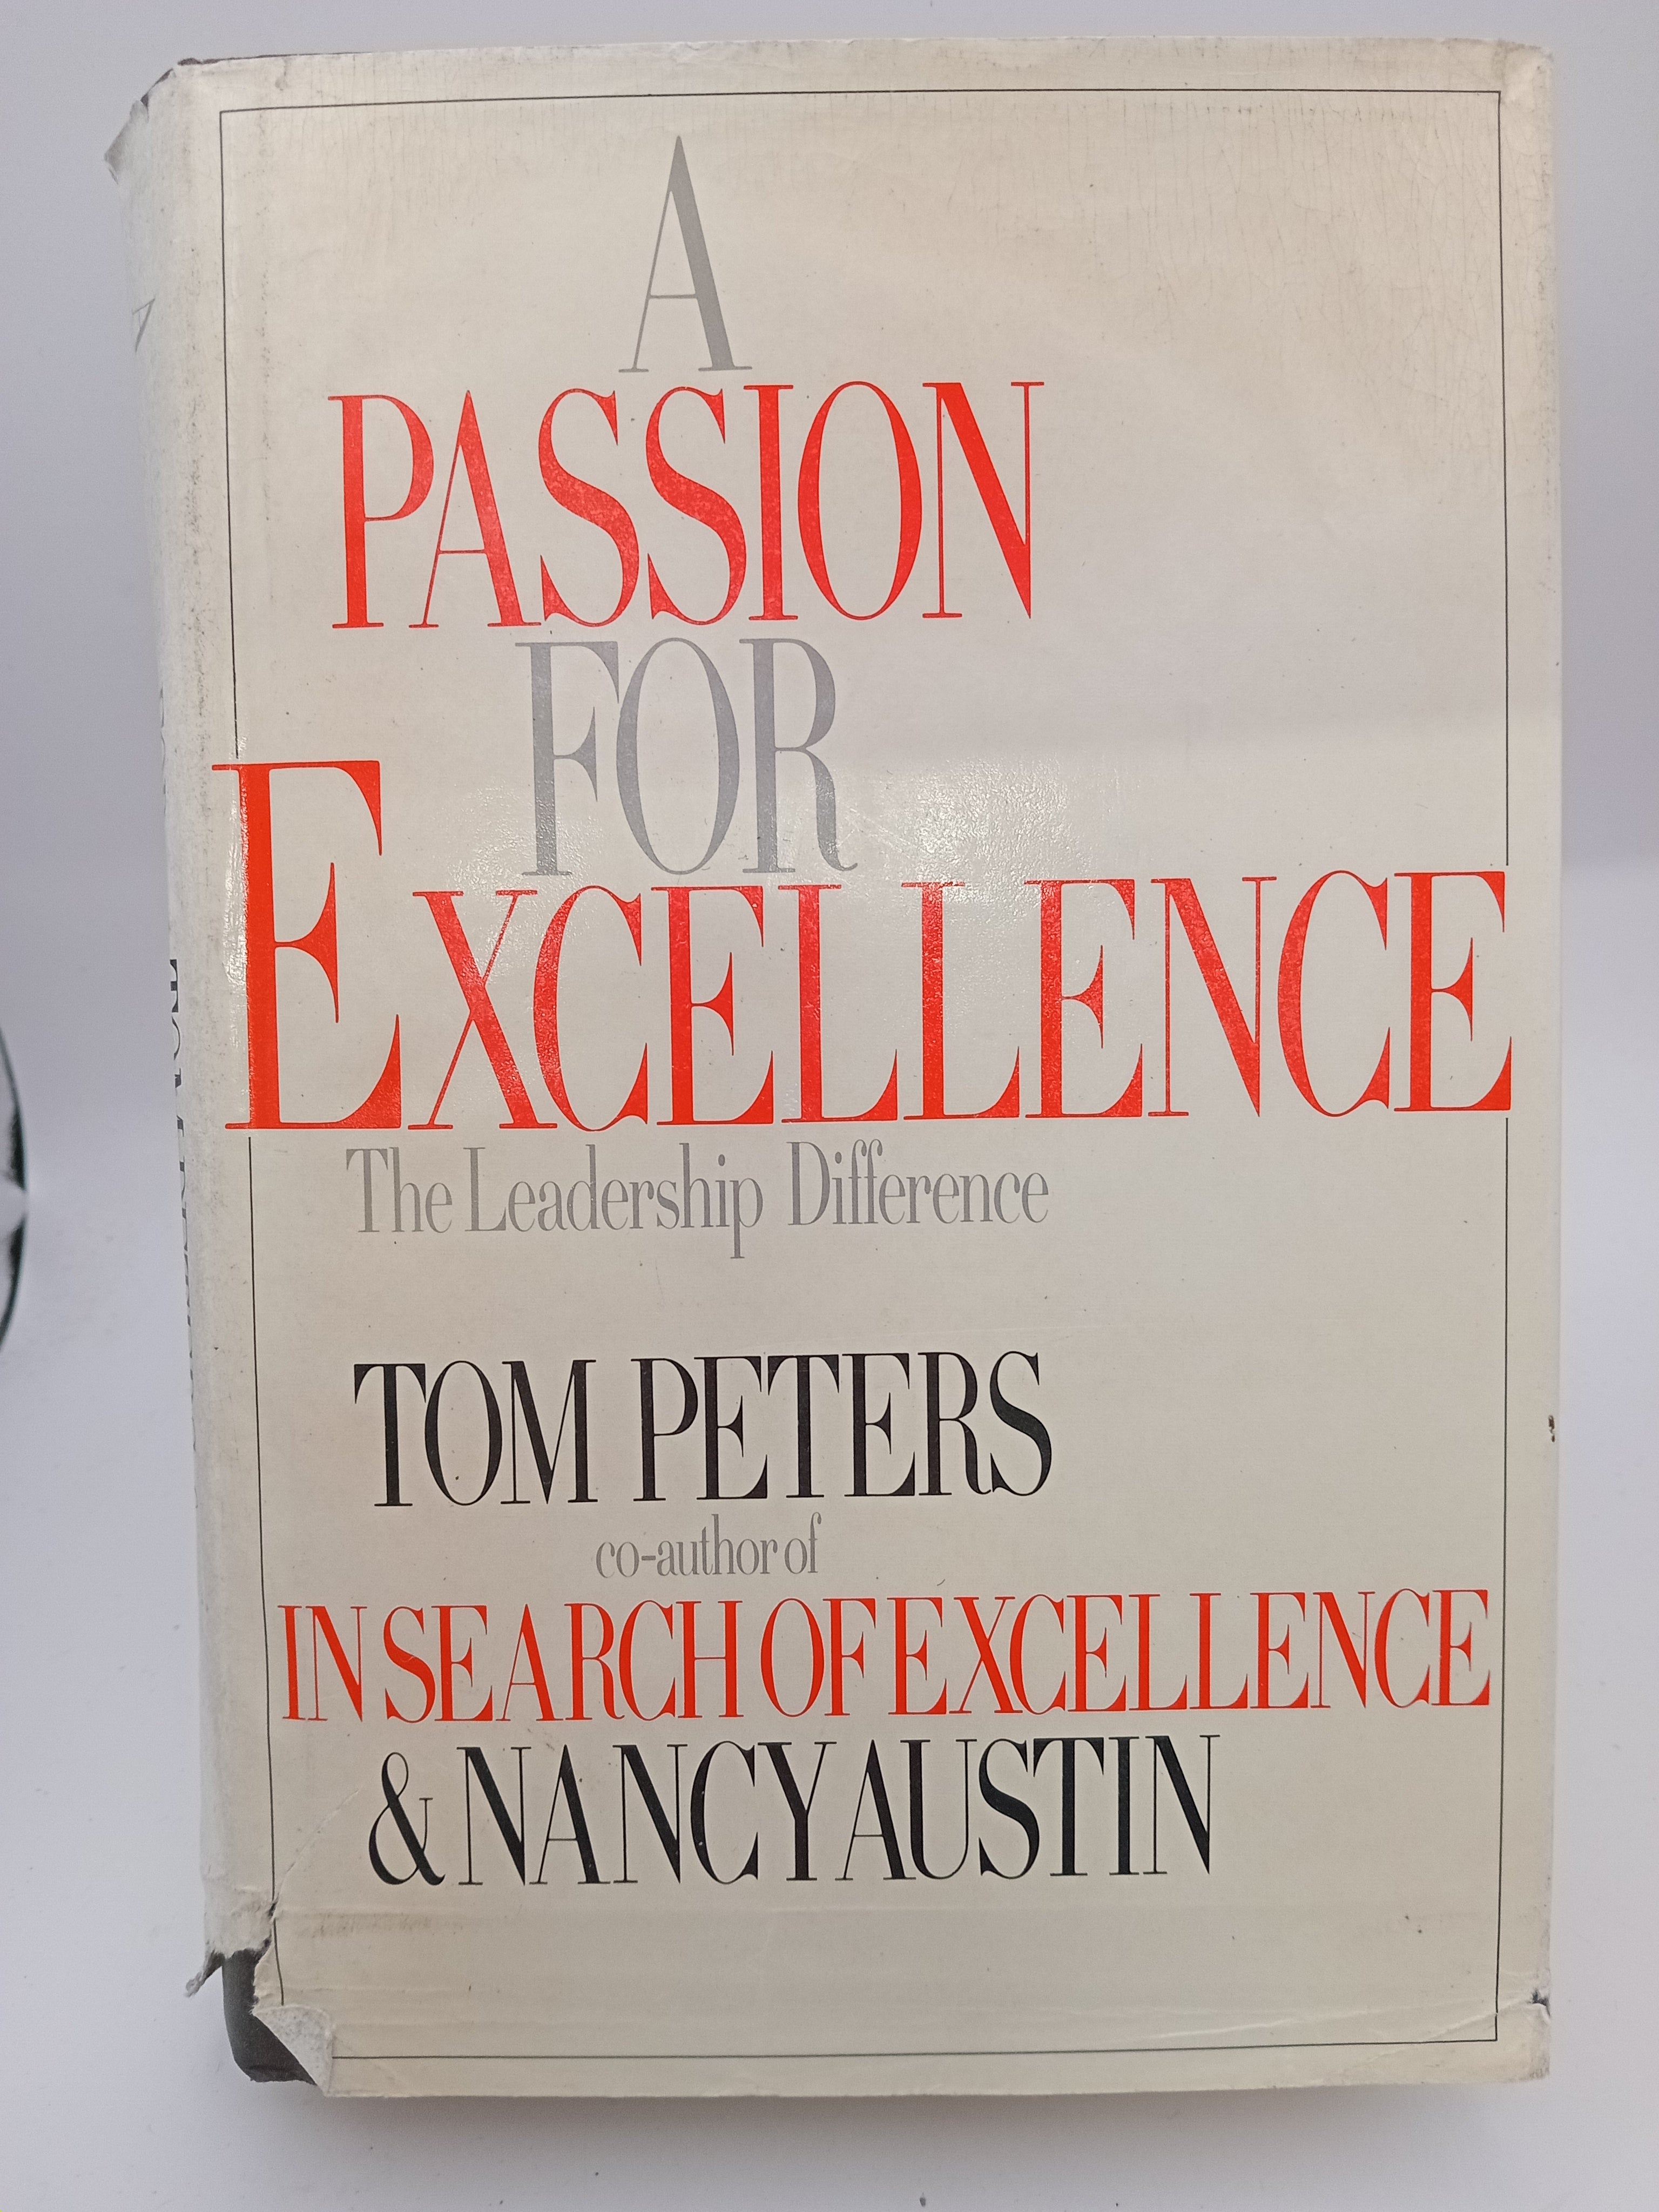 A
PASSION
FOR
EXCELLENCE
The Leadership Difference
TOM PETERS
co-author of
IN SEARCH OF EXCELLENCE
& NANCY AUSTIN